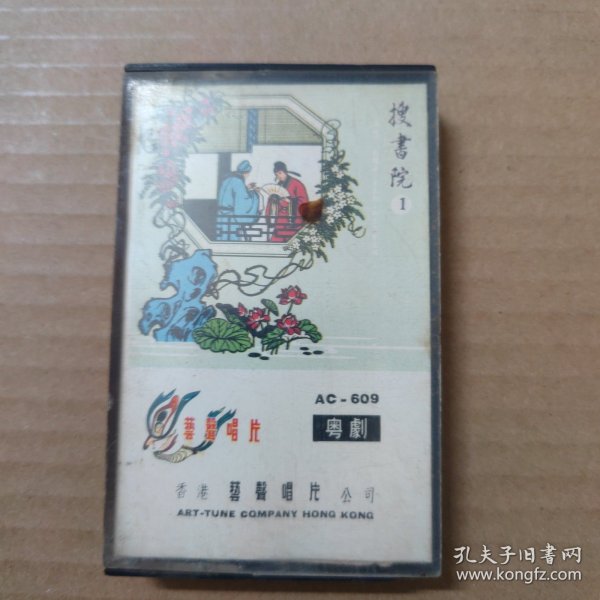 搜書院
1
AC-609
藝聲唱片
粵劇
香港 藝聲唱片 公司
ART-TUNE COMPANY HONG KONG
孔夫子旧书网
www.kongfz.com